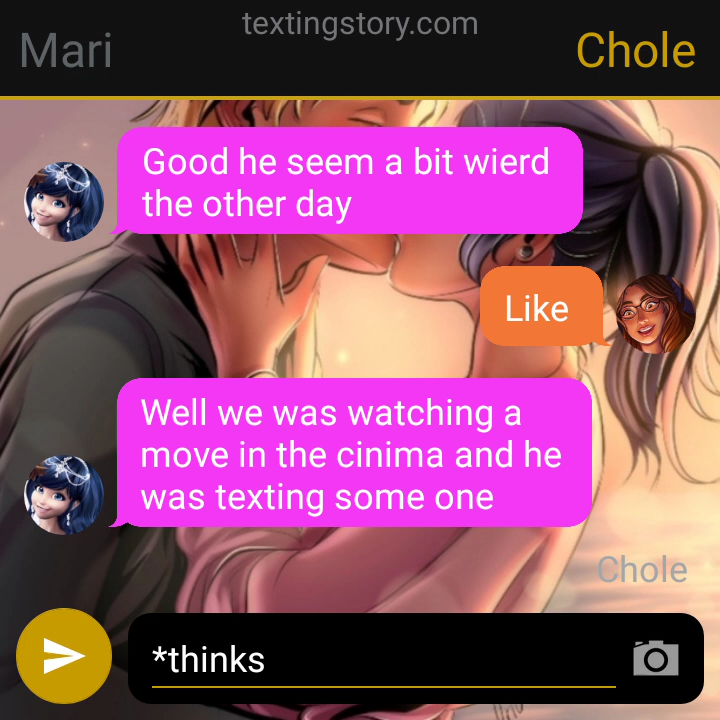 textingstory.com
Mari
Chole
Good he seem a bit wierd
the other day
Like
Well we was watching a
move in the cinima and he
was texting some one
Chole
*thinks